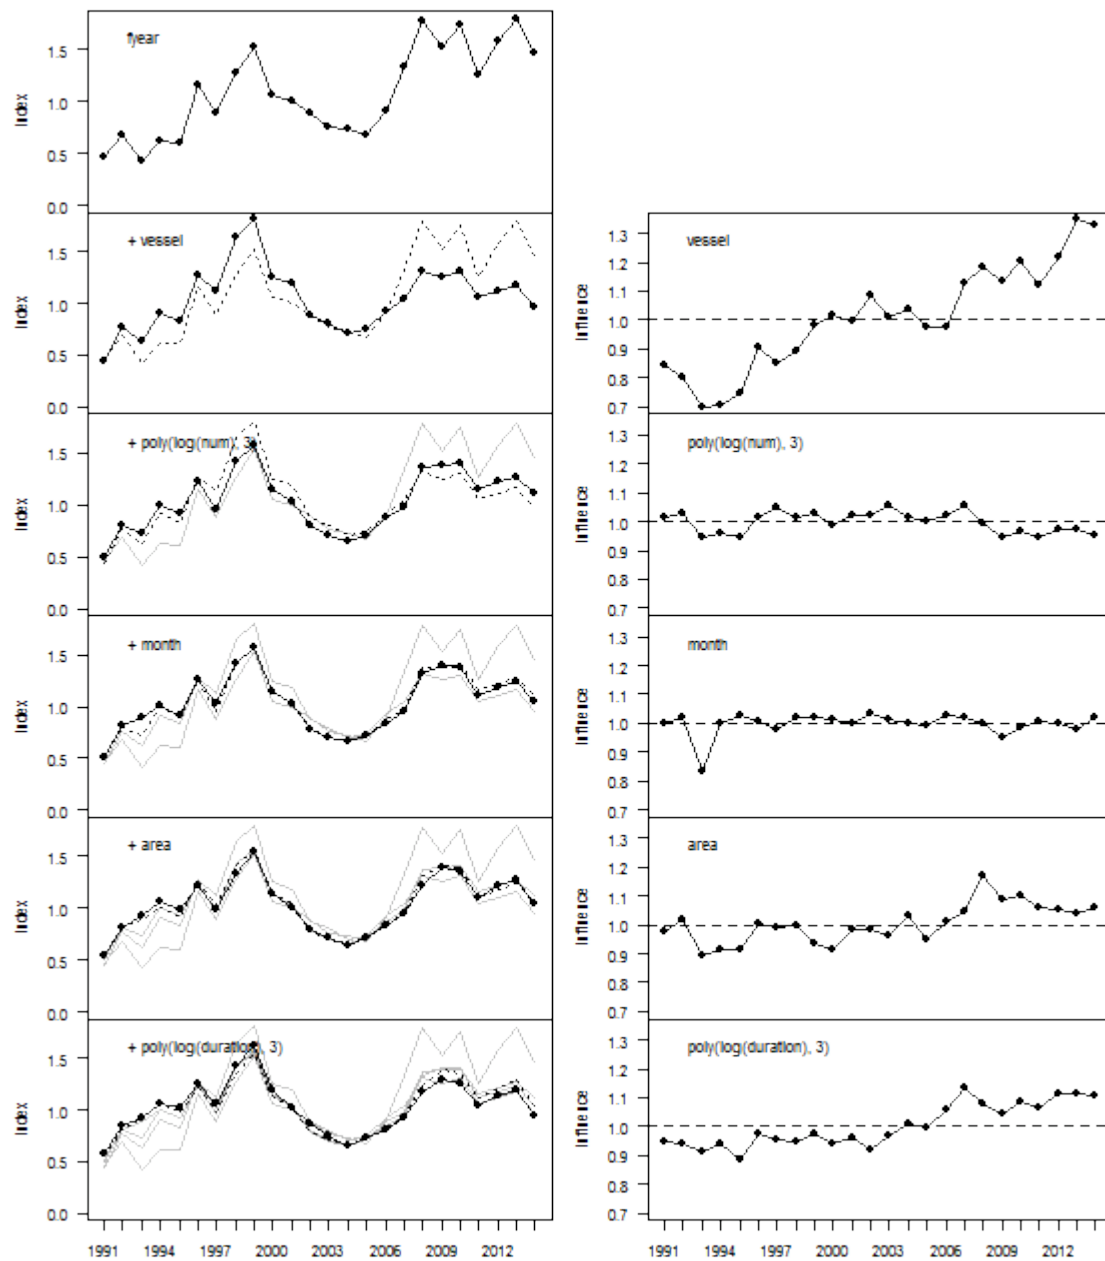 fyear
Index
1.5
1.0
0.5
0.0
+ vessel
Index
1.5
1.0
0.5
0.0
vessel
Influence
1.3
1.2
1.1
1.0
0.9
0.8
0.7
+ poly(log(num), 3)
Index
1.5
1.0
0.5
0.0
poly(log(num), 3)
Influence
1.3
1.2
1.1
1.0
0.9
0.8
0.7
+ month
Index
1.5
1.0
0.5
0.0
month
Influence
1.3
1.2
1.1
1.0
0.9
0.8
0.7
+ area
Index
1.5
1.0
0.5
0.0
area
Influence
1.3
1.2
1.1
1.0
0.9
0.8
0.7
+ poly(log(duration), 3)
Index
1.5
1.0
0.5
0.0
poly(log(duration), 3)
Influence
1.3
1.2
1.1
1.0
0.9
0.8
0.7
1991 1994 1997 2000 2003 2006 2009 2012
1991 1994 1997 2000 2003 2006 2009 2012